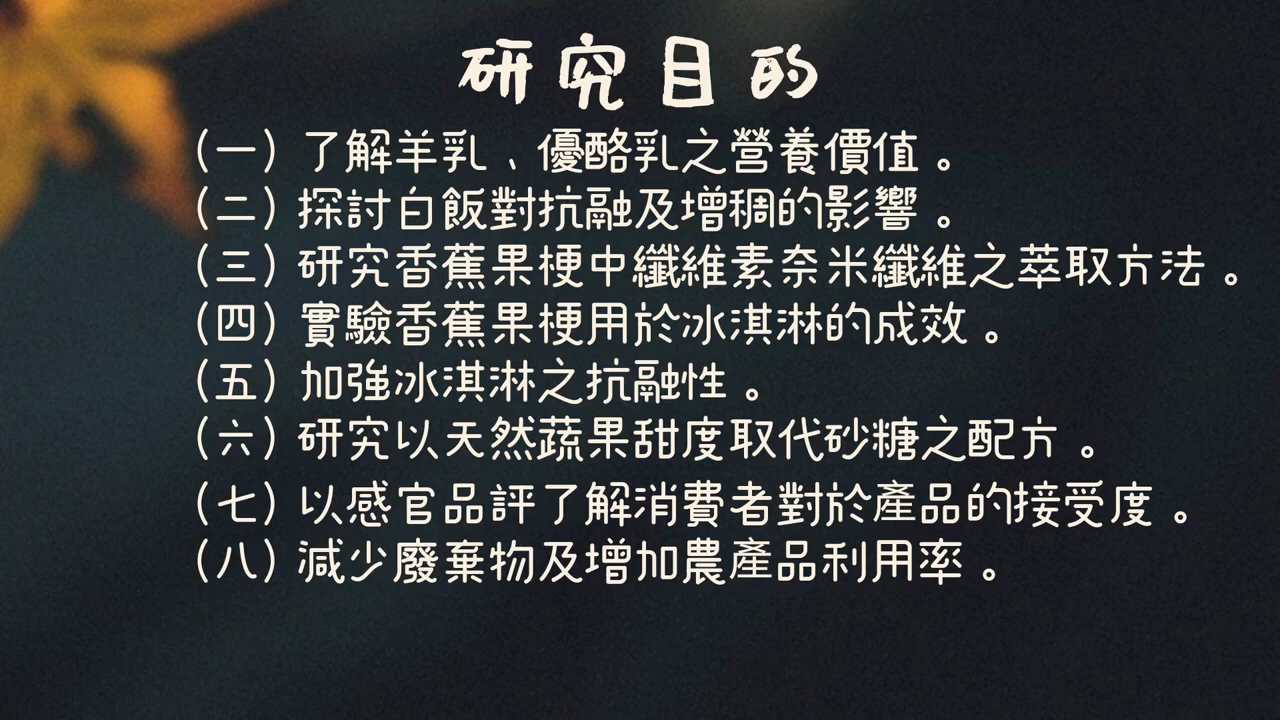 研究目的
(一) 了解羊乳、優酪乳之營養價值。
(二) 探討白飯對抗融及增稠的影響。
(三) 研究香蕉果梗中纖維素奈米纖維之萃取方法。
(四) 實驗香蕉果梗用於冰淇淋的成效。
(五) 加強冰淇淋之抗融性。
(六) 研究以天然蔬果甜度取代砂糖之配方。
(七) 以感官品評了解消費者對於產品的接受度。
(八) 減少廢棄物及增加農產品利用率。